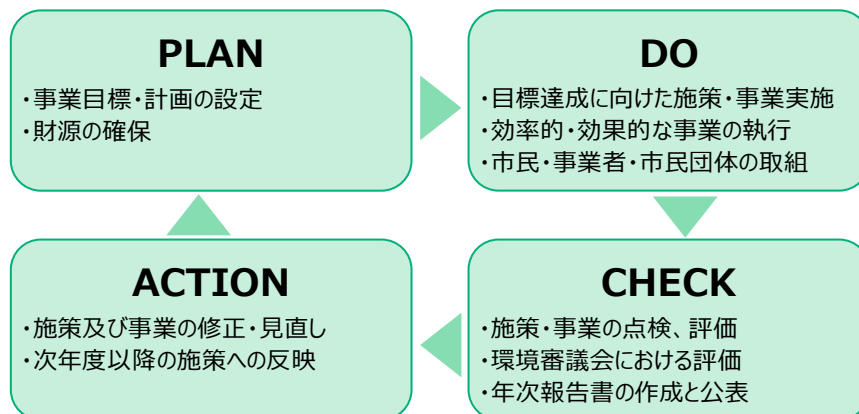 PLAN
・事業目標・計画の設定
・財源の確保
DO
・目標達成に向けた施策・事業実施
・効率的・効果的な事業の執行
・市民・事業者・市民団体の取組
ACTION
・施策及び事業の修正・見直し
・次年度以降の施策への反映
CHECK
・施策・事業の点検、評価
・環境審議会における評価
・年次報告書の作成と公表